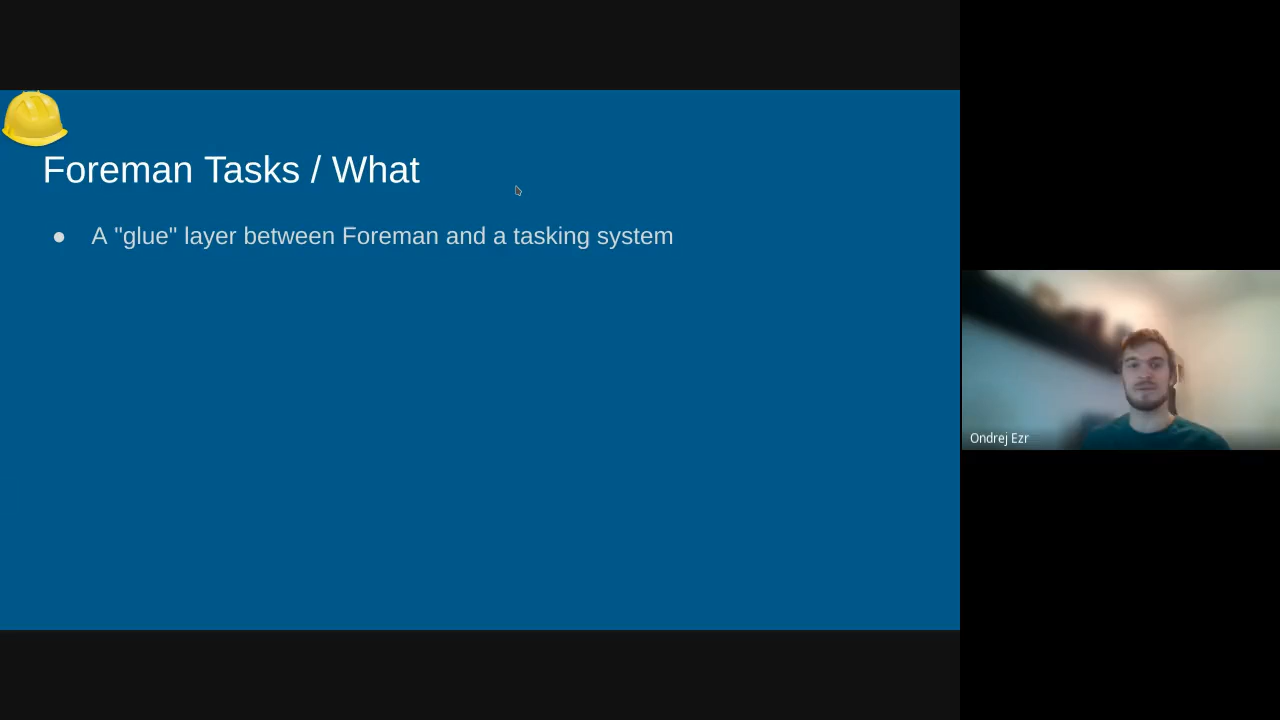 Foreman Tasks / What
● A "glue" layer between Foreman and a tasking system
Ondrej Ezr